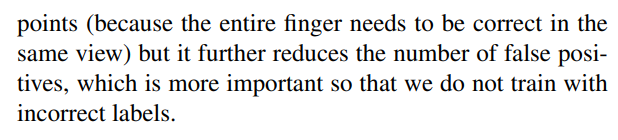 points (because the entire finger needs to be correct in the
same view) but it further reduces the number of false posi-
tives, which is more important so that we do not train with
incorrect labels.